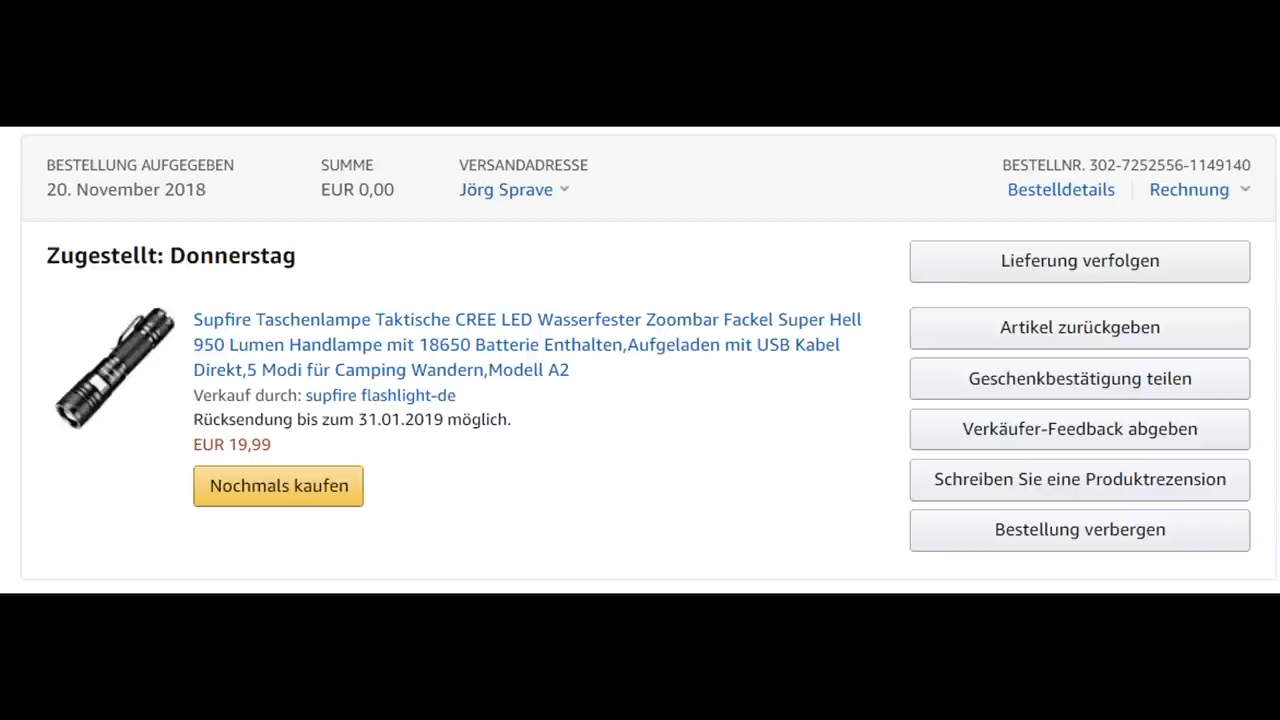 BESTELLUNG AUFGEGEBEN
20. November 2018
SUMME
EUR 0,00
VERSANDADRESSE
Jörg Sprave
BESTELLNR. 302-7252556-1149140
Bestelldetails
Rechnung
Zugestellt: Donnerstag
Supfire Taschenlampe Taktische CREE LED Wasserfester Zoombar Fackel Super Hell
950 Lumen Handlampe mit 18650 Batterie Enthalten,Aufgeladen mit USB Kabel
Direkt,5 Modi für Camping Wandern,Modell A2
Verkauf durch: supfire flashlight-de
Rücksendung bis zum 31.01.2019 möglich.
EUR 19,99
Nochmals kaufen
Lieferung verfolgen
Artikel zurückgeben
Geschenkbestätigung teilen
Verkäufer-Feedback abgeben
Schreiben Sie eine Produktrezension
Bestellung verbergen